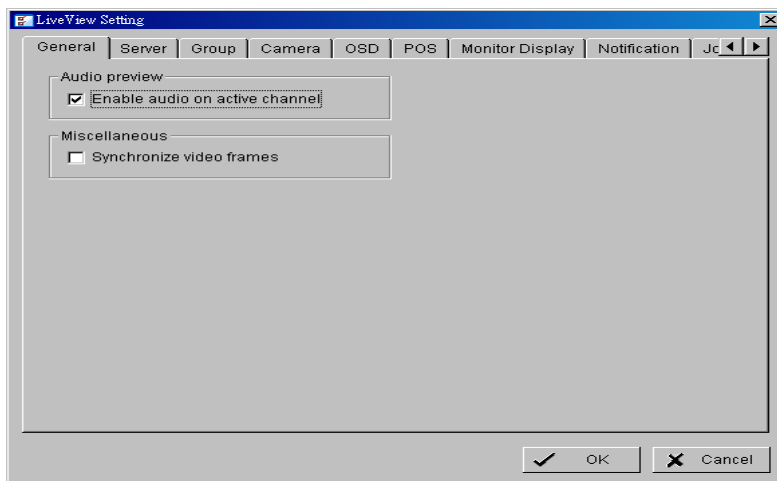 LiveView Setting
General Server Group Camera OSD POS Monitor Display Notification
Audio preview
Enable audio on active channel
Miscellaneous
Synchronize video frames
OK Cancel